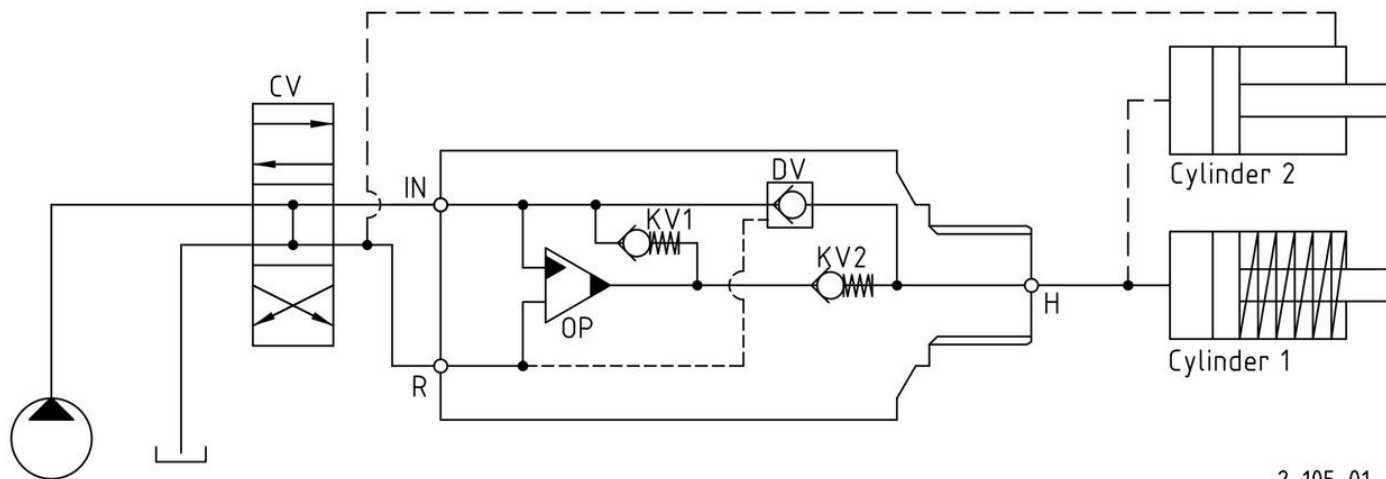 CV
Cylinder 2
IN
DV
KV1
KV2
OP
H
R
Cylinder 1